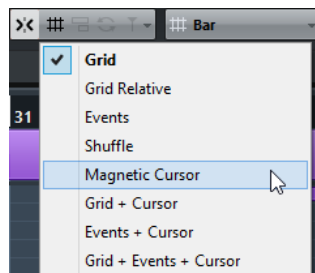 Bar
Grid
Grid Relative
31
Events
Shuffle
Magnetic Cursor
Grid + Cursor
Events + Cursor
Grid + Events + Cursor